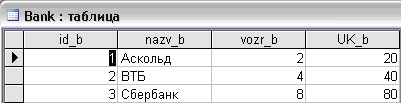 Bank : таблица
id_b nazv_b vozr_b UK_b
1 Аскольд 2 20
2 ВТБ 4 40
3 Сбербанк 8 80